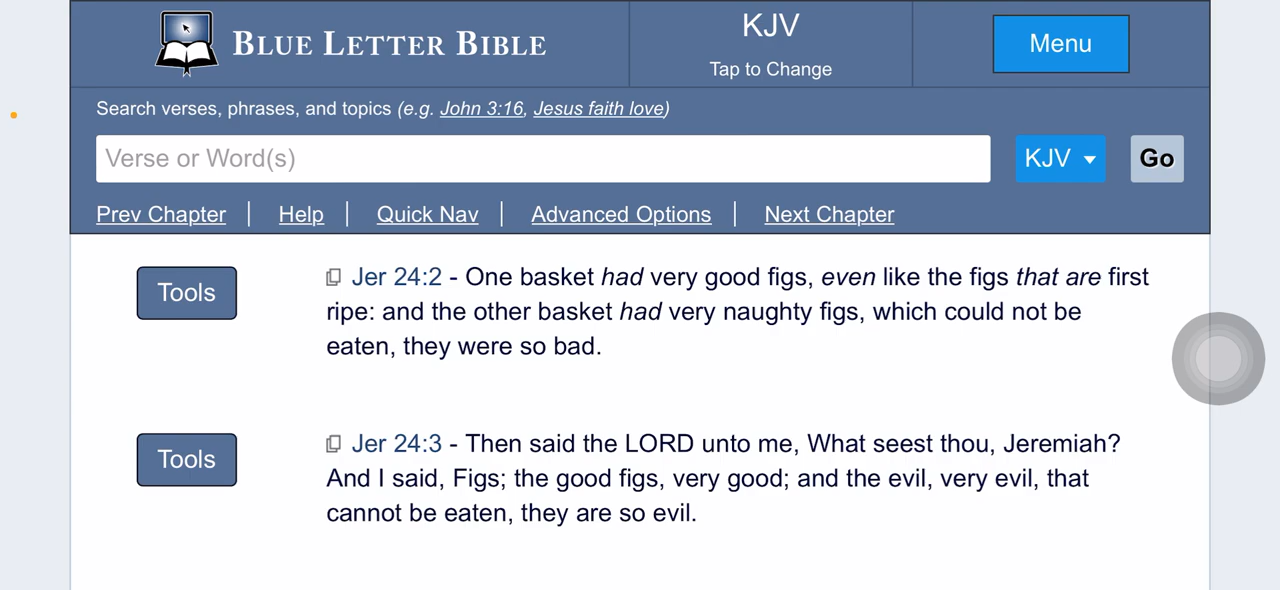 BLUE LETTER BIBLE
KJV
Tap to Change
Menu
Search verses, phrases, and topics (e.g. John 3:16, Jesus faith love)
Verse or Word(s)
KJV
Go
Prev Chapter | Help | Quick Nav | Advanced Options | Next Chapter
Tools
Jer 24:2 - One basket had very good figs, even like the figs that are first
ripe: and the other basket had very naughty figs, which could not be
eaten, they were so bad.
Tools
Jer 24:3 - Then said the LORD unto me, What seest thou, Jeremiah?
And I said, Figs; the good figs, very good; and the evil, very evil, that
cannot be eaten, they are so evil.